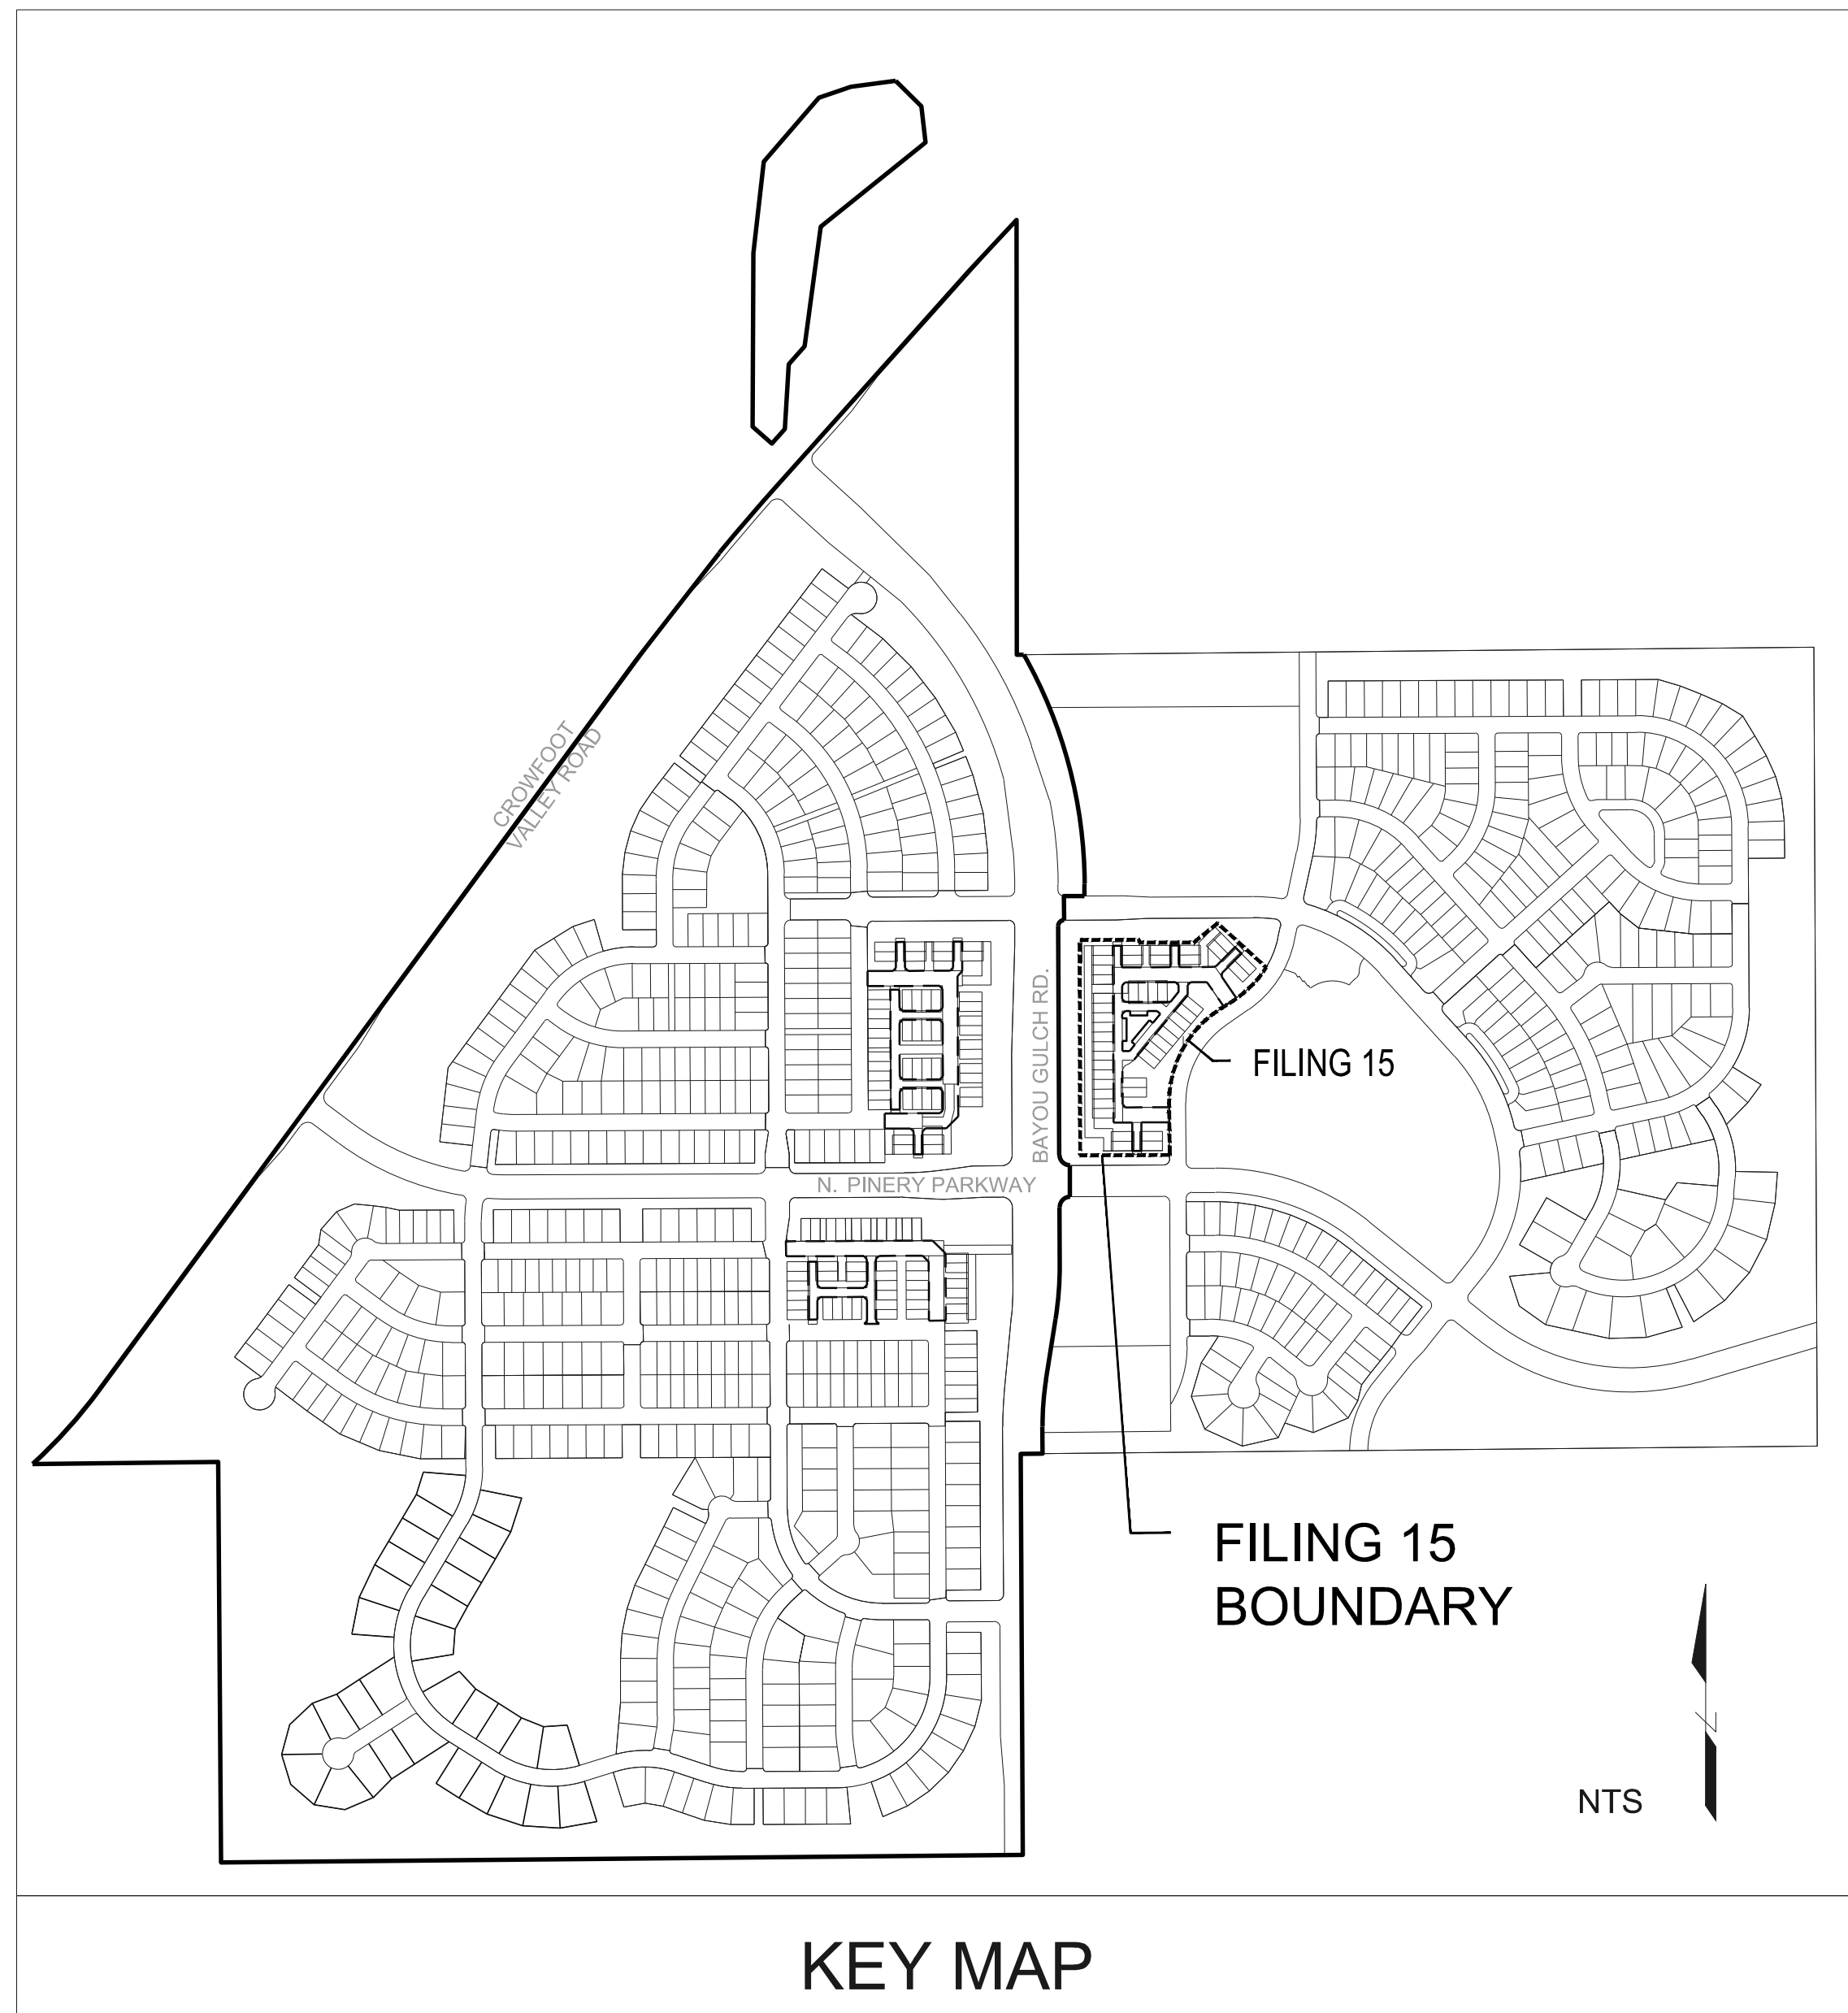 CROWFOOT
VALLEY ROAD
BAYOU GULCH RD.
FILING 15
N. PINERY PARKWAY
FILING 15
BOUNDARY
N
NTS
KEY MAP